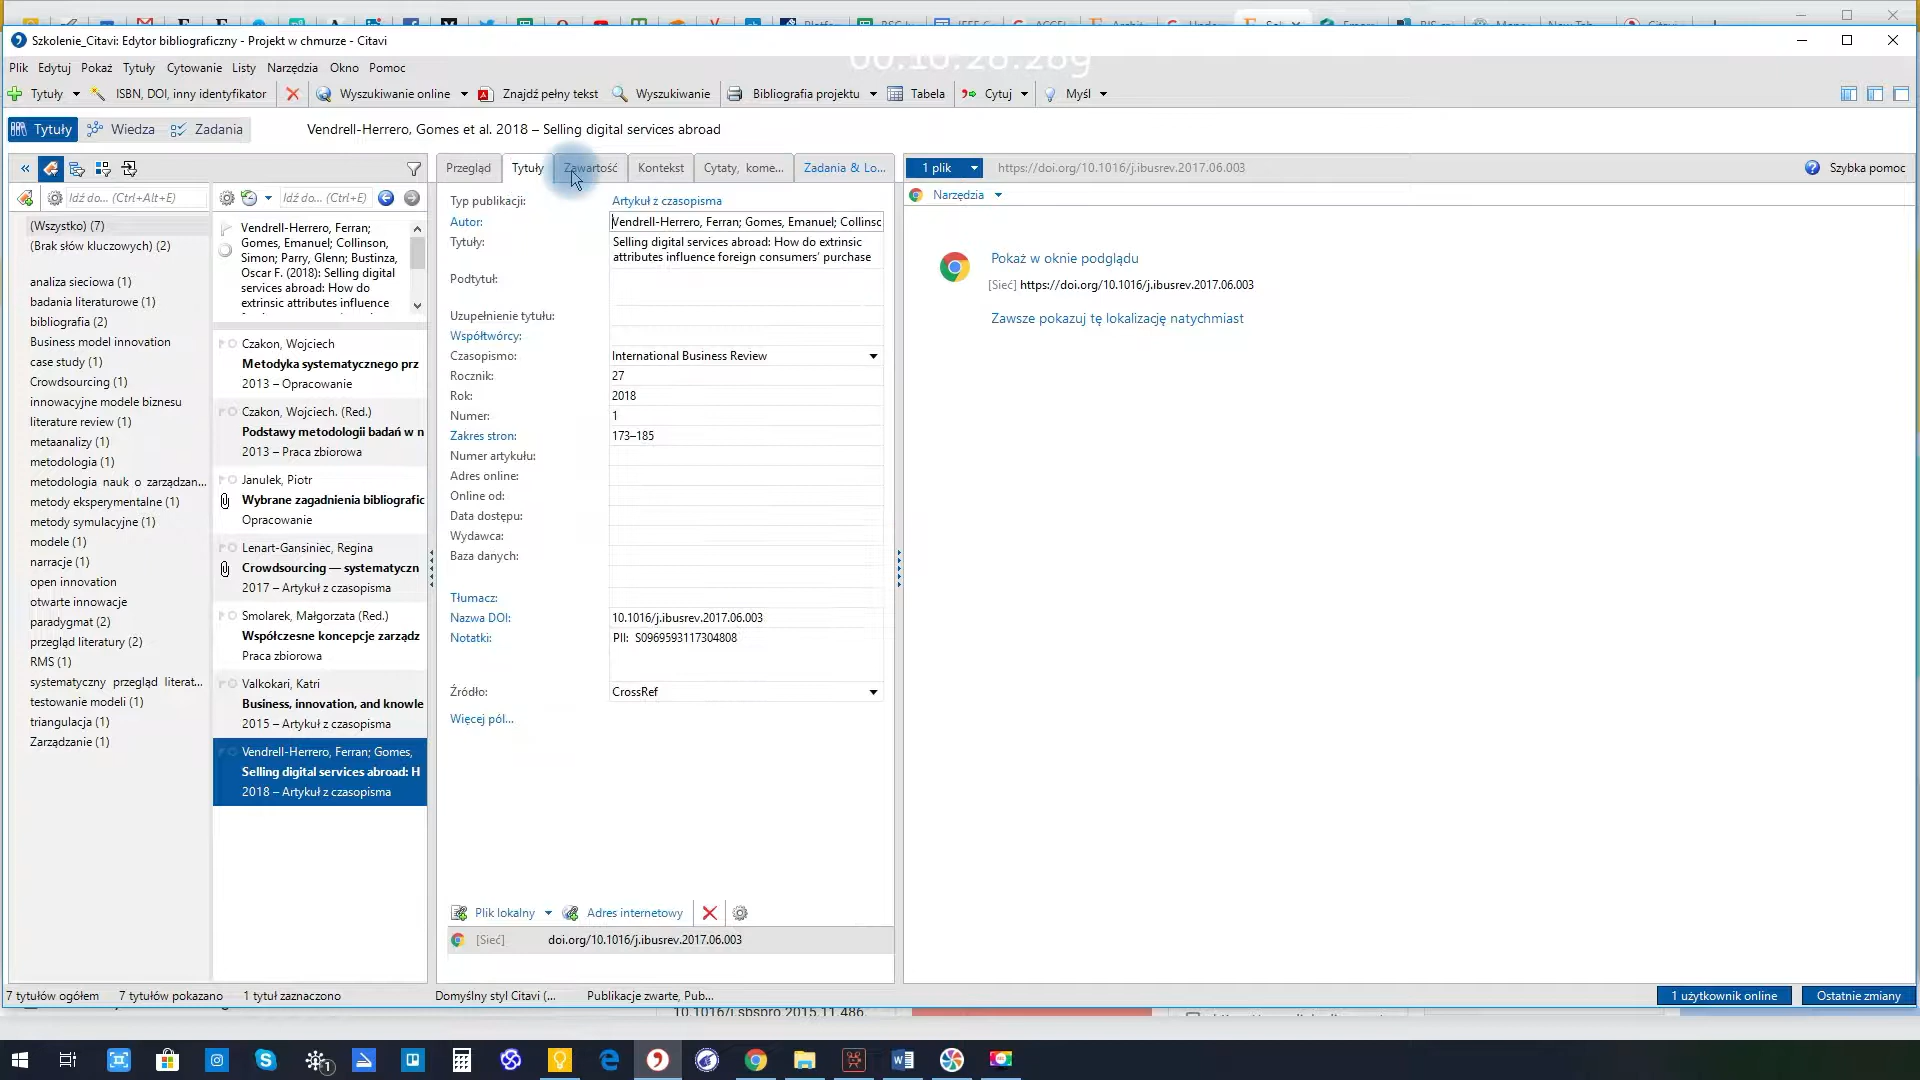 Szkolenie_Citavi: Edytor bibliograficzny - Projekt w chmurze - Citavi
00:10:28.289
Plik Edytuj Pokaż Tytuły Cytowanie Listy Narzędzia Okno Pomoc
Tytuły ISBN, DOI, inny identyfikator Wyszukiwanie online Znajdź pełny tekst Wyszukiwanie Bibliografia projektu Tabela Cytuj Myśl
Tytuły Wiedza Zadania Vendrell-Herrero, Gomes et al. 2018 – Selling digital services abroad
Idź do... (Ctrl+Alt+E)
(Wszystko) (7)
(Brak słów kluczowych) (2)
analiza sieciowa (1)
badania literaturowe (1)
bibliografia (2)
Business model innovation
case study (1)
Crowdsourcing (1)
innowacyjne modele biznesu
literature review (1)
metaanalizy (1)
metodologia (1)
metodologia nauk o zarządzan...
metody eksperymentalne (1)
metody symulacyjne (1)
modele (1)
narracje (1)
open innovation
otwarte innowacje
paradygmat (2)
przegląd literatury (2)
RMS (1)
systematyczny przegląd literat...
testowanie modeli (1)
triangulacja (1)
Zarządzanie (1)
Idź do... (Ctrl+E)
Vendrell-Herrero, Ferran;
Gomes, Emanuel; Collinson,
Simon; Parry, Glenn; Bustinza,
Oscar F. (2018): Selling digital
services abroad: How do
extrinsic attributes influence
Czakon, Wojciech
Metodyka systematycznego prz
2013 – Opracowanie
Czakon, Wojciech. (Red.)
Podstawy metodologii badań w n
2013 – Praca zbiorowa
Janulek, Piotr
Wybrane zagadnienia bibliografic
Opracowanie
Lenart-Gansiniec, Regina
Crowdsourcing — systematyczn
2017 – Artykuł z czasopisma
Smolarek, Małgorzata (Red.)
Współczesne koncepcje zarządz
Praca zbiorowa
Valkokari, Katri
Business, innovation, and knowle
2015 – Artykuł z czasopisma
Vendrell-Herrero, Ferran; Gomes,
Selling digital services abroad: H
2018 – Artykuł z czasopisma
Przegląd Tytuły Zawartość Kontekst Cytaty, kome... Zadania & Lo...
Typ publikacji: Artykuł z czasopisma
Autor: Vendrell-Herrero, Ferran; Gomes, Emanuel; Collinsc
Tytuły: Selling digital services abroad: How do extrinsic
attributes influence foreign consumers' purchase
Podtytuł:
Uzupełnienie tytułu:
Współtwórcy:
Czasopismo: International Business Review
Rocznik: 27
Rok: 2018
Numer: 1
Zakres stron: 173–185
Numer artykułu:
Adres online:
Online od:
Data dostępu:
Wydawca:
Baza danych:
Tłumacz:
Nazwa DOI: 10.1016/j.ibusrev.2017.06.003
Notatki: PII: S0969593117304808
Źródło: CrossRef
Więcej pól...
Plik lokalny Adres internetowy
[Sieć] doi.org/10.1016/j.ibusrev.2017.06.003
1 plik https://doi.org/10.1016/j.ibusrev.2017.06.003 Szybka pomoc
Narzędzia
Pokaż w oknie podglądu
[Sieć] https://doi.org/10.1016/j.ibusrev.2017.06.003
Zawsze pokazuj tę lokalizację natychmiast
7 tytułów ogółem 7 tytułów pokazano 1 tytuł zaznaczono Domyślny styl Citavi (... Publikacje zwarte, Pub... 1 użytkownik online Ostatnie zmiany
10.1016/j.sbspro.2015.11.486.